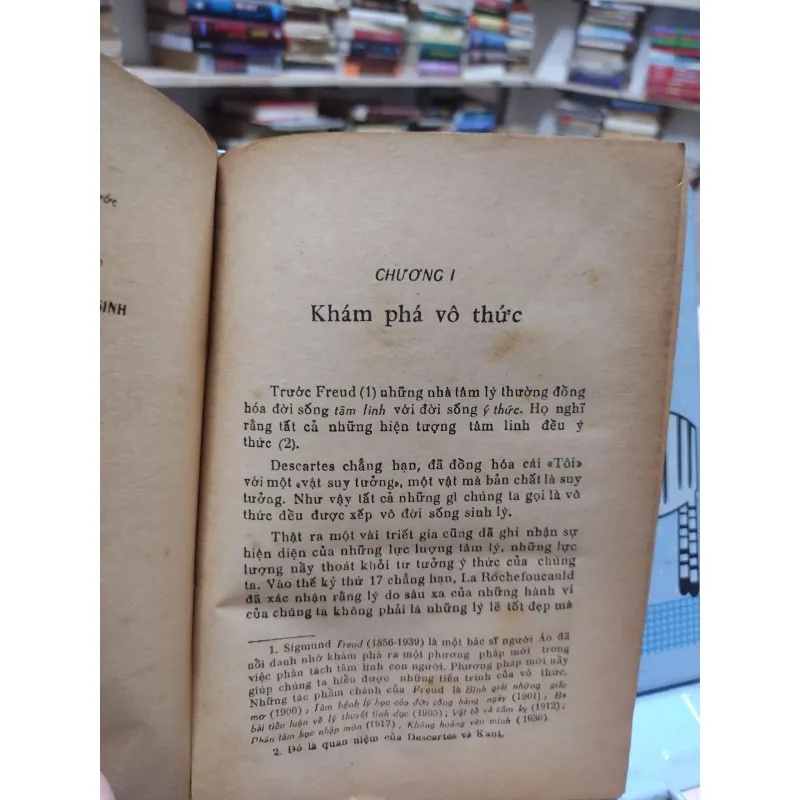 SINH
CHƯƠNG I
Khám phá vô thức
Trước Freud (1) những nhà tâm lý thường đồng
hóa đời sống tâm linh với đời sống ý thức. Họ nghĩ
rằng tất cả những hiện tượng tâm linh đều ý
thức (2).
Descartes chẳng hạn, đã đồng hóa cái «Tôi»
với một «vật suy tưởng», một vật mà bản chất là suy
tưởng. Như vậy tất cả những gì chúng ta gọi là vô
thức đều được xếp vô đời sống sinh lý.
Thật ra một vài triết gia cũng đã ghi nhận sự
hiện diện của những lực lượng tâm lý, những lực
lượng nầy thoát khỏi tư tưởng ý thức của chúng
ta. Vào thế kỷ thứ 17 chẳng hạn, La Rochefoucauld
đã xác nhận rằng lý do sâu xa của những hành vi
của chúng ta không phải là những lý lẽ tốt đẹp mà
1. Sigmund Freud (1856-1939) là một bác sĩ người Áo đã
nổi danh nhờ khám phá ra một phương pháp mới trong
việc phân tách tâm linh con người. Phương pháp mới nầy
giúp chúng ta hiểu được những tiến trình của vô thức.
Những tác phẩm chánh của Freud là Bình giải những giấc
mơ (1900) ; Tâm bệnh lý học của đời sống hàng ngày (1901) ; Ba
bài tiểu luận về lý thuyết tình dục (1905) ; Vật tổ và cấm kỵ (1912) ;
Phân tâm học nhập môn (1917) , Khủng hoảng văn minh (1930).
2. Đó là quan niệm của Descartes và Kant.